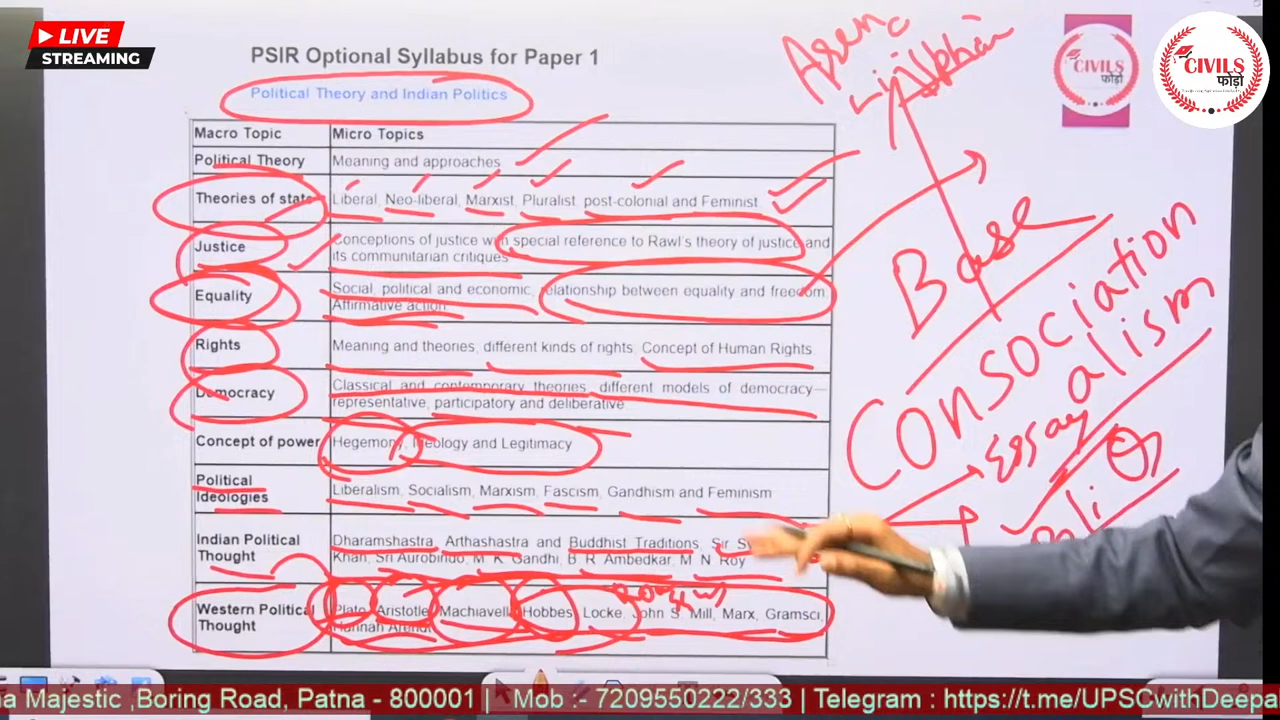 LIVE
STREAMING
PSIR Optional Syllabus for Paper 1
Political Theory and Indian Politics
Macro Topic Micro Topics
Political Theory Meaning and approaches
Theories of state Liberal, Neo-liberal, Marxist, Pluralist, post-colonial and Feminist
Justice Conceptions of justice with special reference to Rawl's theory of justice and
its communitarian critiques
Equality Social, political and economic, relationship between equality and freedom,
Affirmative action
Rights Meaning and theories, different kinds of rights, Concept of Human Rights
Democracy Classical and contemporary theories, different models of democracy—
representative, participatory and deliberative
Concept of power Hegemony, Ideology and Legitimacy
Political
Ideologies Liberalism, Socialism, Marxism, Fascism, Gandhism and Feminism
Indian Political
Thought Dharamshastra, Arthashastra and Buddhist Traditions, Sir
Khan, Sri Aurobindo, M K Gandhi, B R Ambedkar, M N Roy
Western Political
Thought Plato, Aristotle, Machiavelli, Hobbes, Locke, John S. Mill, Marx, Gramsci,
Hannah Arendt
Arend
Lijphar
Base
Consociation
alism
Essay
CIVILS
फोड़ो
CIVILS
फोड़ो
a Majestic ,Boring Road, Patna - 800001 | Mob :- 7209550222/333 | Telegram : https://t.me/UPSCwithDeepa